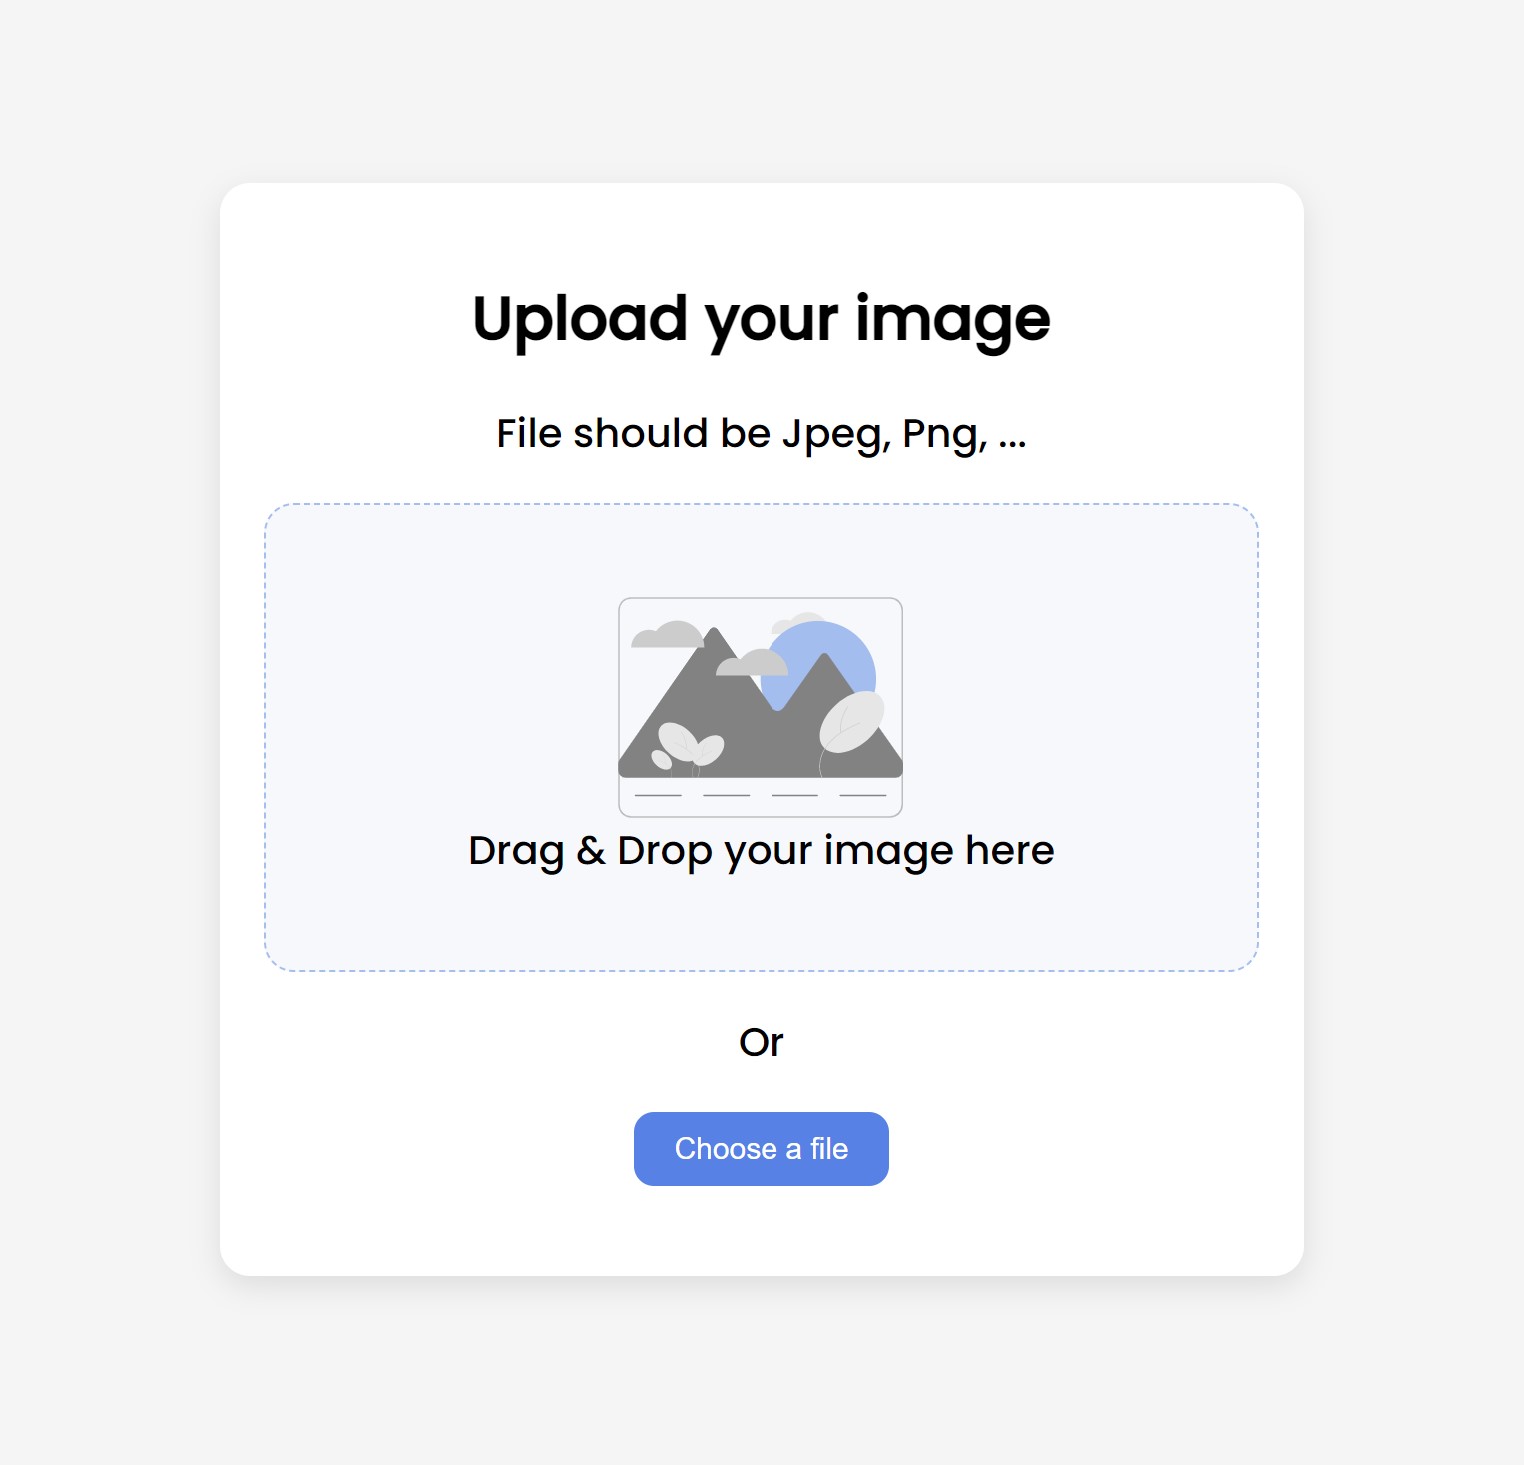 Upload your image
File should be Jpeg, Png, ...
Drag & Drop your image here
Or
Choose a file